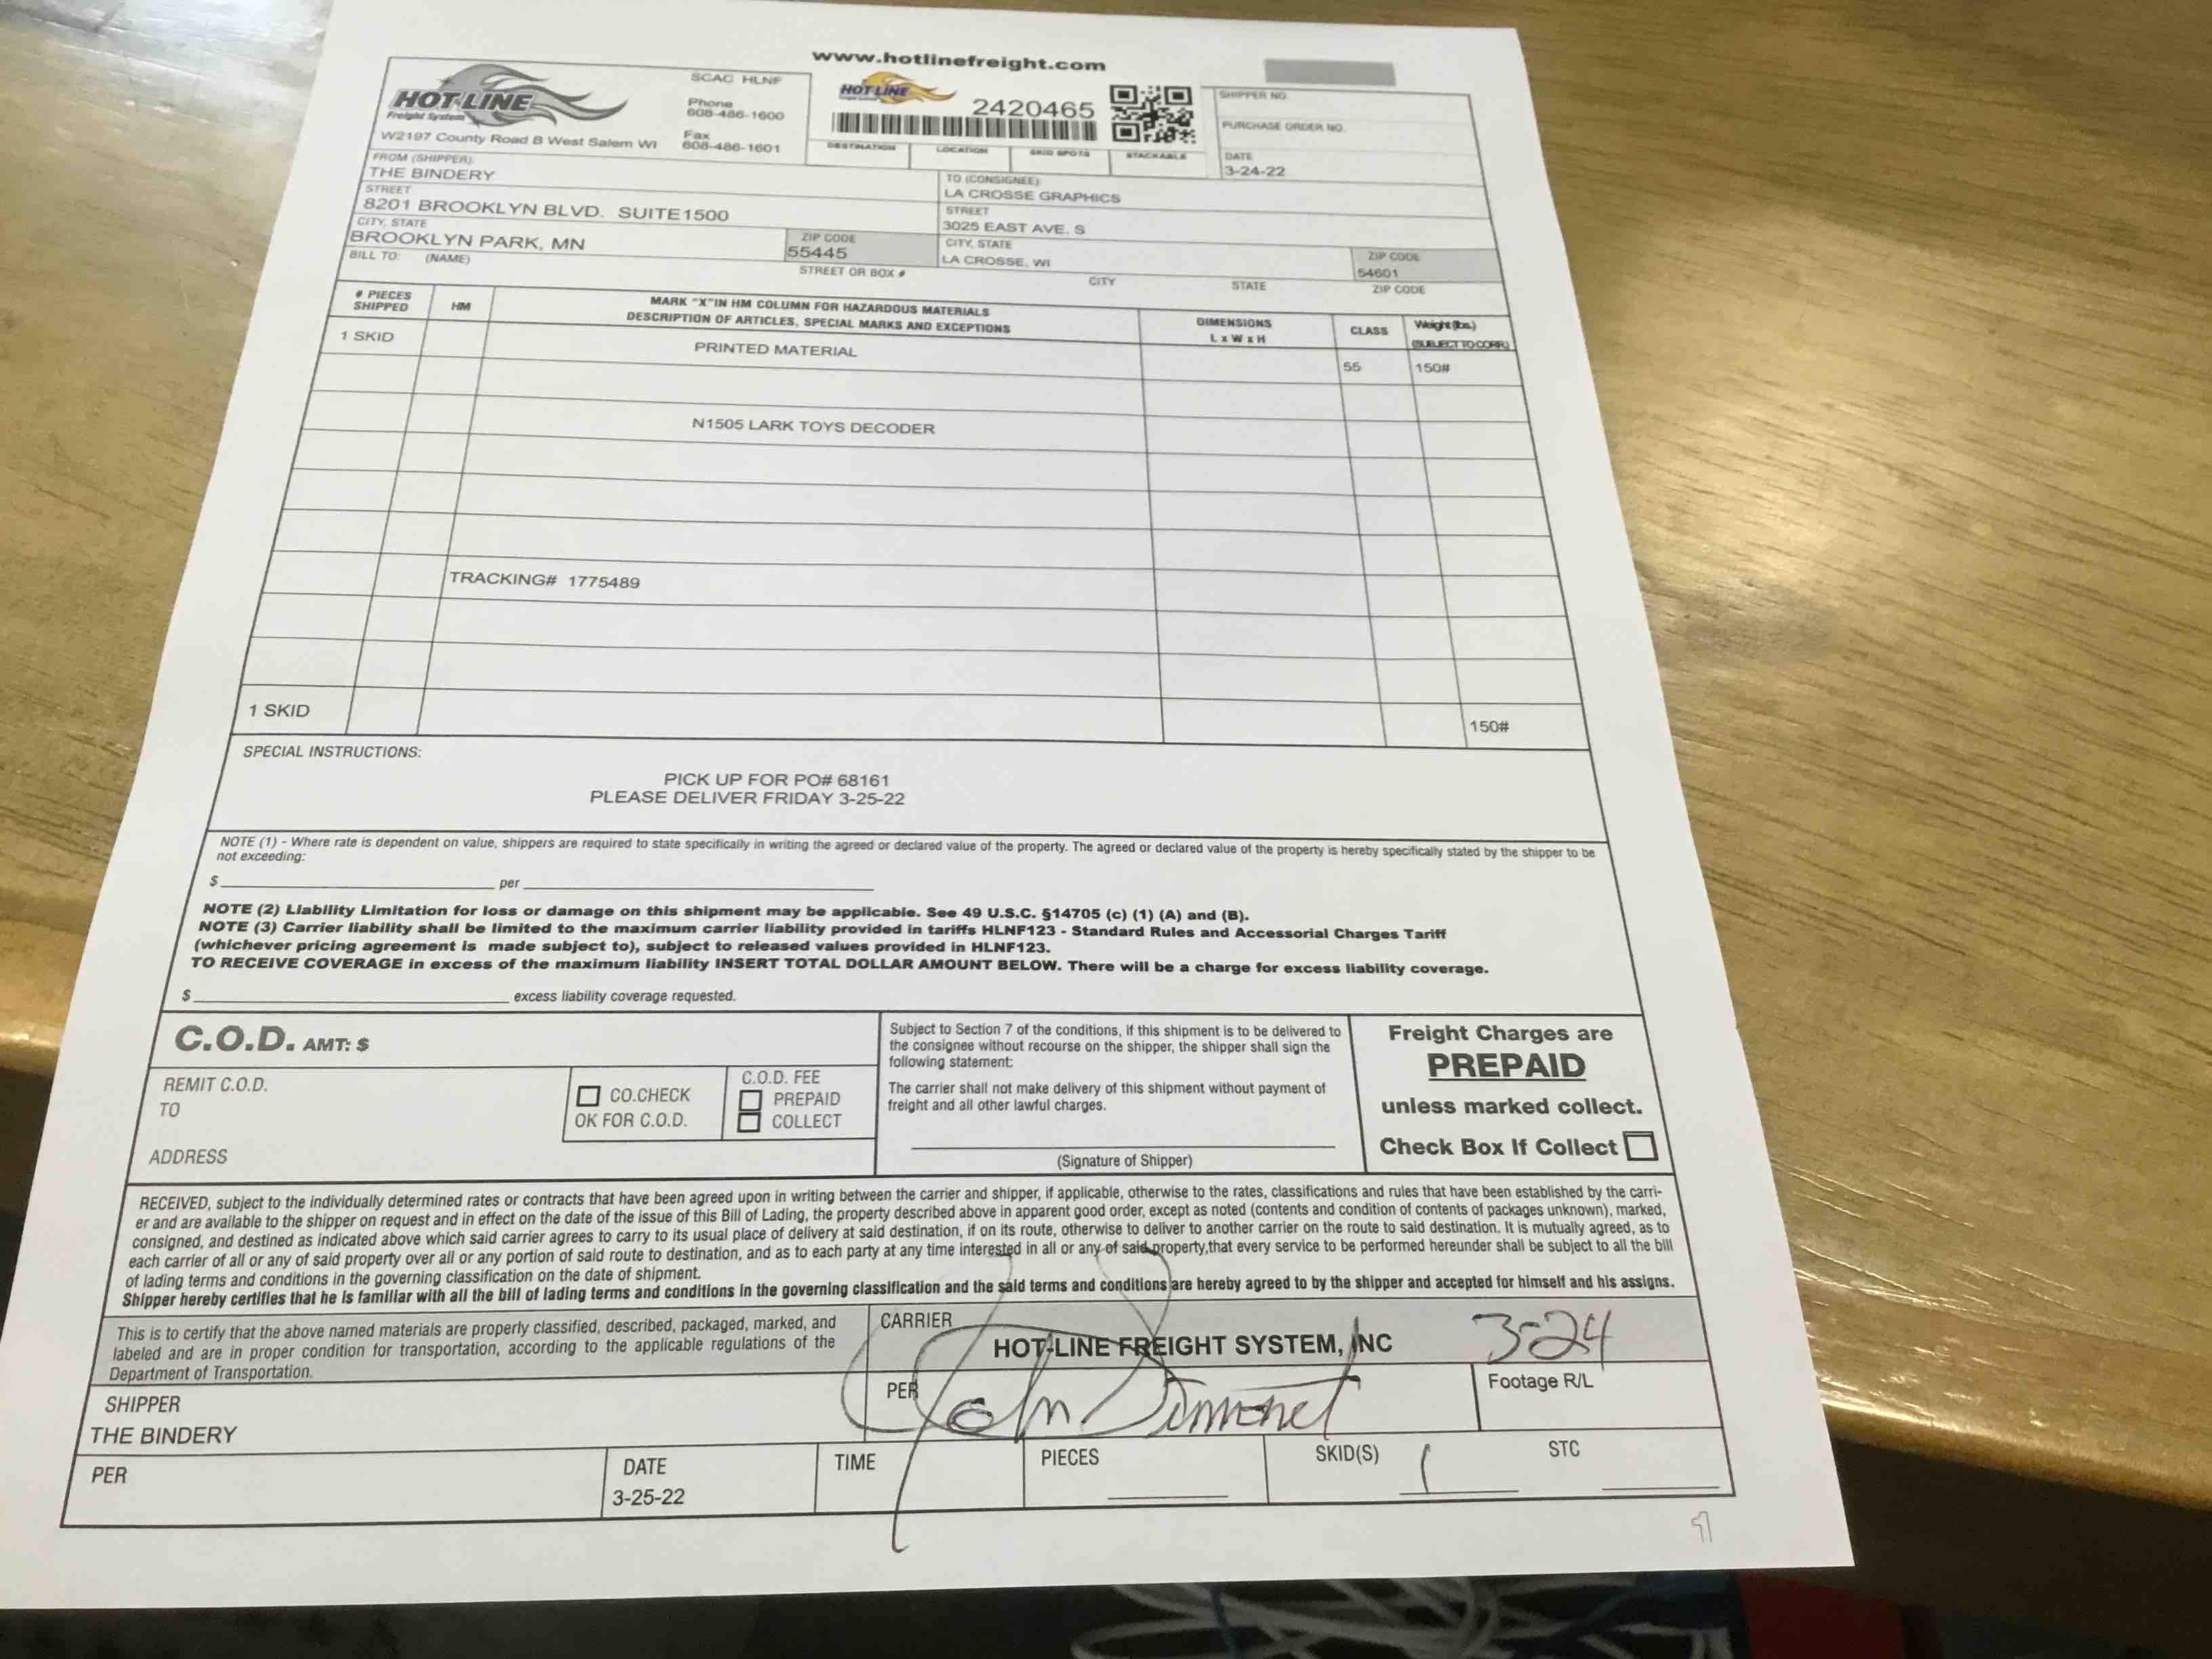 www.hotlinefreight.com
HOT-LINE
Freight System
W2197 County Road B West Salem WI
SCAC HLNF
Phone
608-486-1600
Fax
608-486-1601
HOT-LINE
Freight System
2420465
DESTINATION LOCATION SKID SPOTS STACKABLE
SHIPPER NO.
PURCHASE ORDER NO.
DATE
3-24-22
FROM (SHIPPER)
THE BINDERY
STREET
8201 BROOKLYN BLVD. SUITE1500
CITY, STATE
BROOKLYN PARK, MN
ZIP CODE
55445
TO (CONSIGNEE)
LA CROSSE GRAPHICS
STREET
3025 EAST AVE. S
CITY, STATE
LA CROSSE, WI
ZIP CODE
54601
BILL TO: (NAME) STREET OR BOX # CITY STATE ZIP CODE
# PIECES
SHIPPED
HM
MARK "X"IN HM COLUMN FOR HAZARDOUS MATERIALS
DESCRIPTION OF ARTICLES, SPECIAL MARKS AND EXCEPTIONS
DIMENSIONS
L x W x H
CLASS
Weight (lbs.)
(SUBJECT TO CORR.)
1 SKID PRINTED MATERIAL 55 150#
N1505 LARK TOYS DECODER
TRACKING# 1775489
1 SKID 150#
SPECIAL INSTRUCTIONS:
PICK UP FOR PO# 68161
PLEASE DELIVER FRIDAY 3-25-22
NOTE (1) - Where rate is dependent on value, shippers are required to state specifically in writing the agreed or declared value of the property. The agreed or declared value of the property is hereby specifically stated by the shipper to be
not exceeding:
$ per
NOTE (2) Liability Limitation for loss or damage on this shipment may be applicable. See 49 U.S.C. §14705 (c) (1) (A) and (B).
NOTE (3) Carrier liability shall be limited to the maximum carrier liability provided in tariffs HLNF123 - Standard Rules and Accessorial Charges Tariff
(whichever pricing agreement is made subject to), subject to released values provided in HLNF123.
TO RECEIVE COVERAGE in excess of the maximum liability INSERT TOTAL DOLLAR AMOUNT BELOW. There will be a charge for excess liability coverage.
$ excess liability coverage requested.
C.O.D. AMT: $
REMIT C.O.D.
TO
ADDRESS
CO.CHECK
OK FOR C.O.D.
C.O.D. FEE
PREPAID
COLLECT
Subject to Section 7 of the conditions, if this shipment is to be delivered to
the consignee without recourse on the shipper, the shipper shall sign the
following statement:
The carrier shall not make delivery of this shipment without payment of
freight and all other lawful charges.
(Signature of Shipper)
Freight Charges are
PREPAID
unless marked collect.
Check Box If Collect
RECEIVED, subject to the individually determined rates or contracts that have been agreed upon in writing between the carrier and shipper, if applicable, otherwise to the rates, classifications and rules that have been established by the carri-
er and are available to the shipper on request and in effect on the date of the issue of this Bill of Lading, the property described above in apparent good order, except as noted (contents and condition of contents of packages unknown), marked,
consigned, and destined as indicated above which said carrier agrees to carry to its usual place of delivery at said destination, if on its route, otherwise to deliver to another carrier on the route to said destination. It is mutually agreed, as to
each carrier of all or any of said property over all or any portion of said route to destination, and as to each party at any time interested in all or any of said property,that every service to be performed hereunder shall be subject to all the bill
of lading terms and conditions in the governing classification on the date of shipment.
Shipper hereby certifies that he is familiar with all the bill of lading terms and conditions in the governing classification and the said terms and conditions are hereby agreed to by the shipper and accepted for himself and his assigns.
This is to certify that the above named materials are properly classified, described, packaged, marked, and
labeled and are in proper condition for transportation, according to the applicable regulations of the
Department of Transportation.
CARRIER
HOT-LINE FREIGHT SYSTEM, INC
3-24
SHIPPER
THE BINDERY
PER
John
Footage R/L
PER
DATE
3-25-22
TIME
PIECES
SKID(S) 1
STC
1